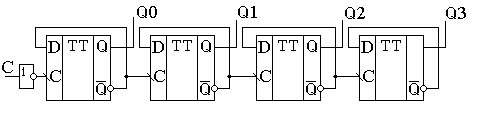 Q0 Q1 Q2 Q3
D TT Q D TT Q D TT Q D TT
C 1 C Q̅ C Q̅ C Q̅ C Q̅